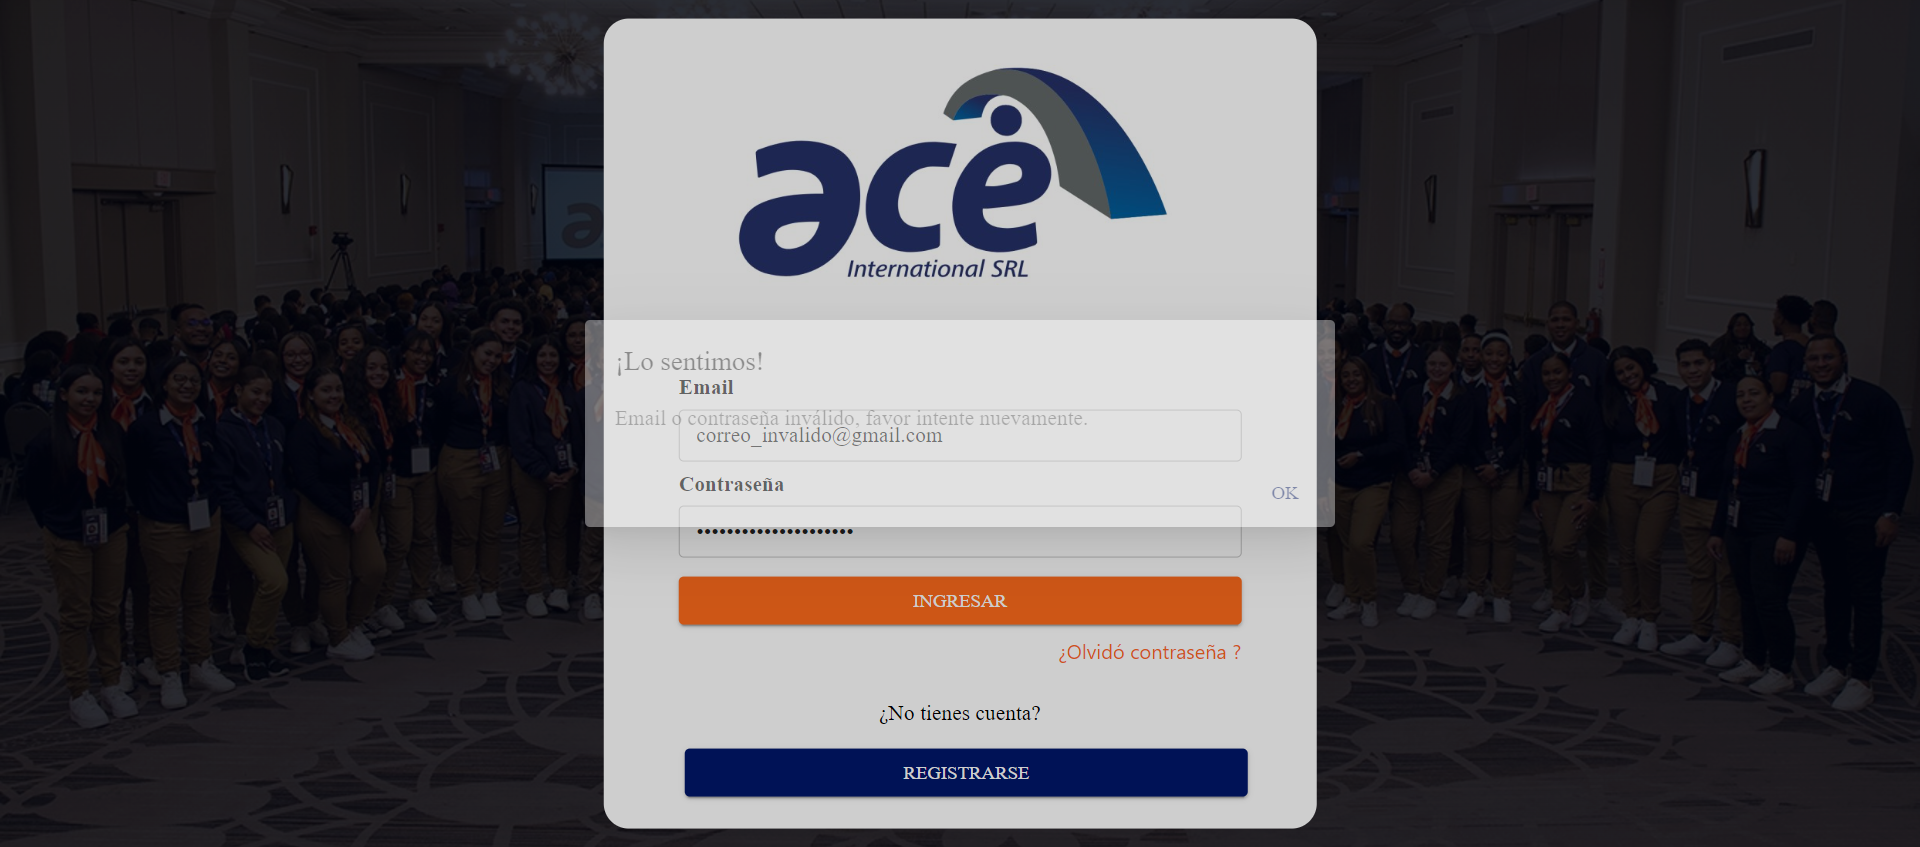 ace
International SRL
¡Lo sentimos!
Email
Email o contraseña inválido, favor intente nuevamente.
correo_invalido@gmail.com
Contraseña
OK
•••••••••••••••••••••
INGRESAR
¿Olvidó contraseña ?
¿No tienes cuenta?
REGISTRARSE